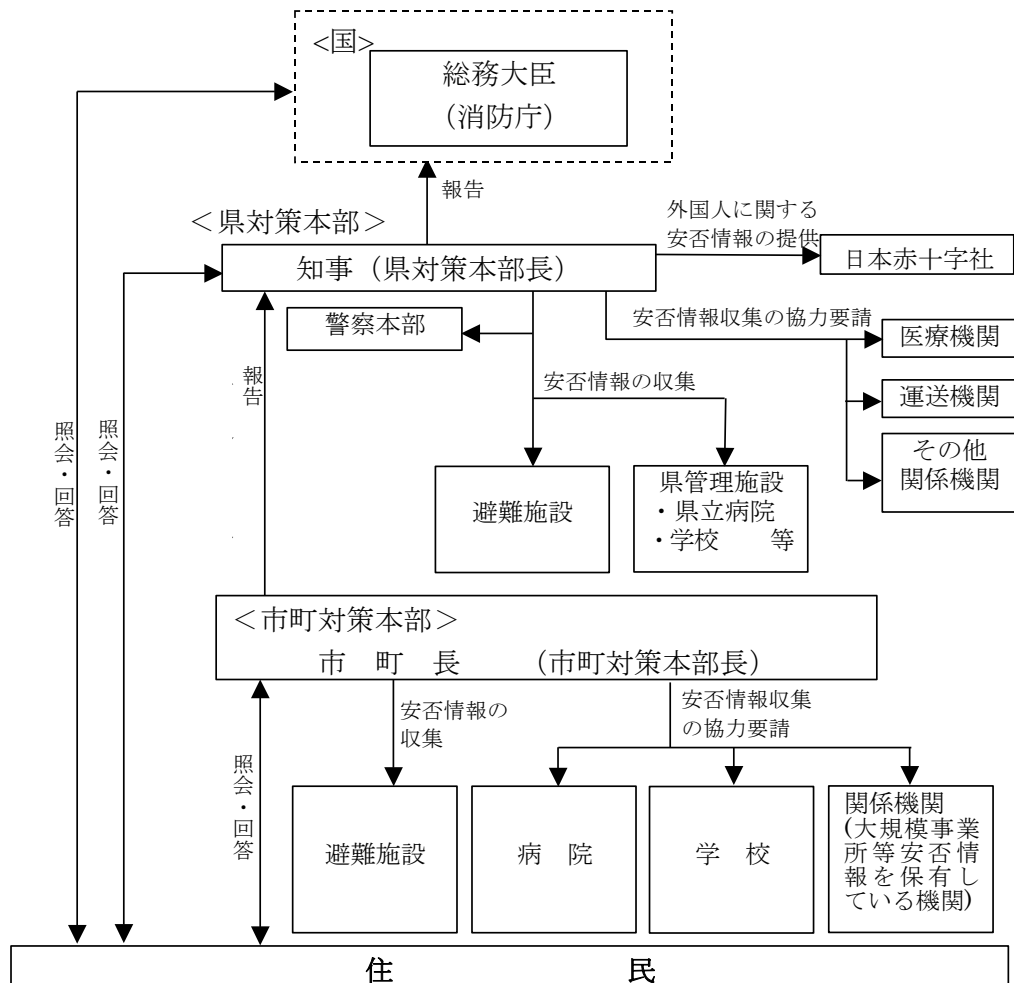 <国>
総務大臣
(消防庁)
報告
＜県対策本部＞
外国人に関する
安否情報の提供
知事（県対策本部長）
日本赤十字社
警察本部
安否情報収集の協力要請
医療機関
報告
安否情報の収集
運送機関
照会・回答
照会・回答
その他
関係機関
避難施設
県管理施設
・県立病院
・学校　　等
＜市町対策本部＞
市　町　長　　（市町対策本部長）
安否情報の
収集
安否情報収集
の協力要請
照会・回答
避難施設
病　院
学　校
関係機関
(大規模事業
所等安否情
報を保有し
ている機関)
住　　　　　民